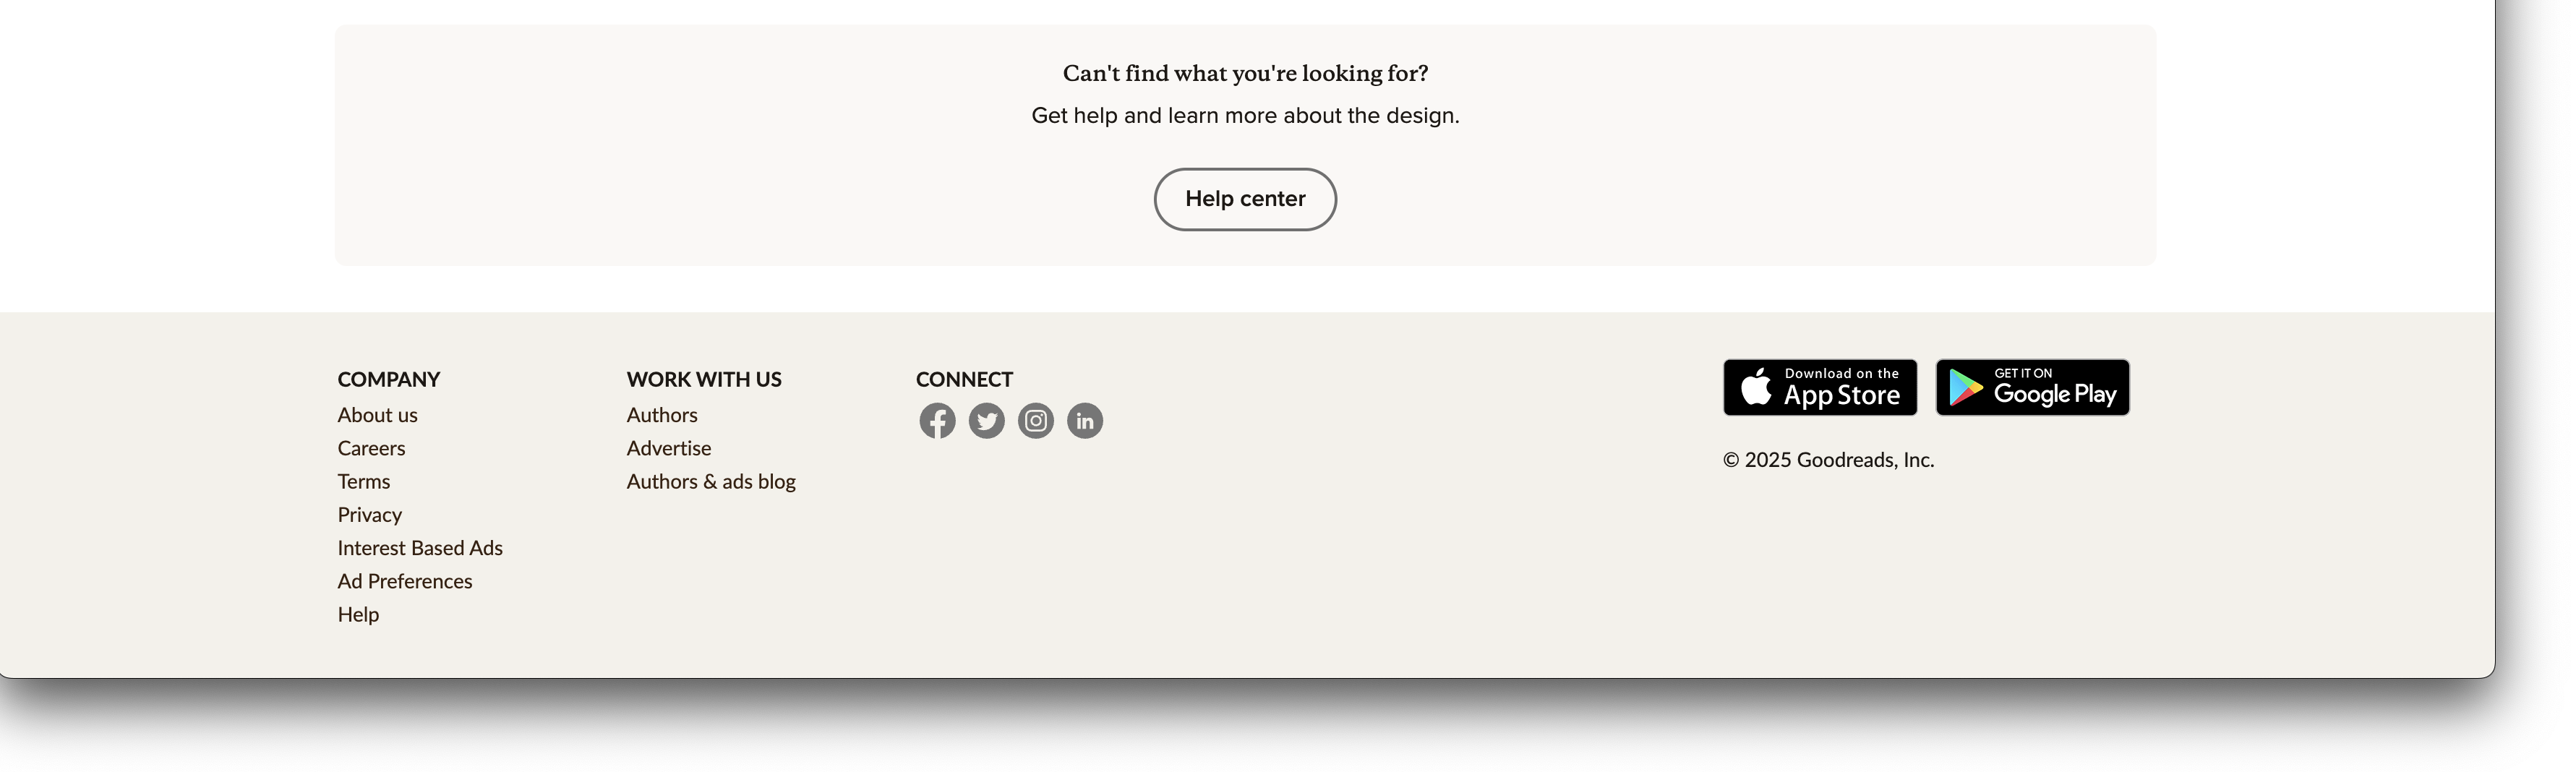 Can't find what you're looking for?
Get help and learn more about the design.
Help center
COMPANY
About us
Careers
Terms
Privacy
Interest Based Ads
Ad Preferences
Help
WORK WITH US
Authors
Advertise
Authors & ads blog
CONNECT
in
Download on the
App Store
GET IT ON
Google Play
© 2025 Goodreads, Inc.